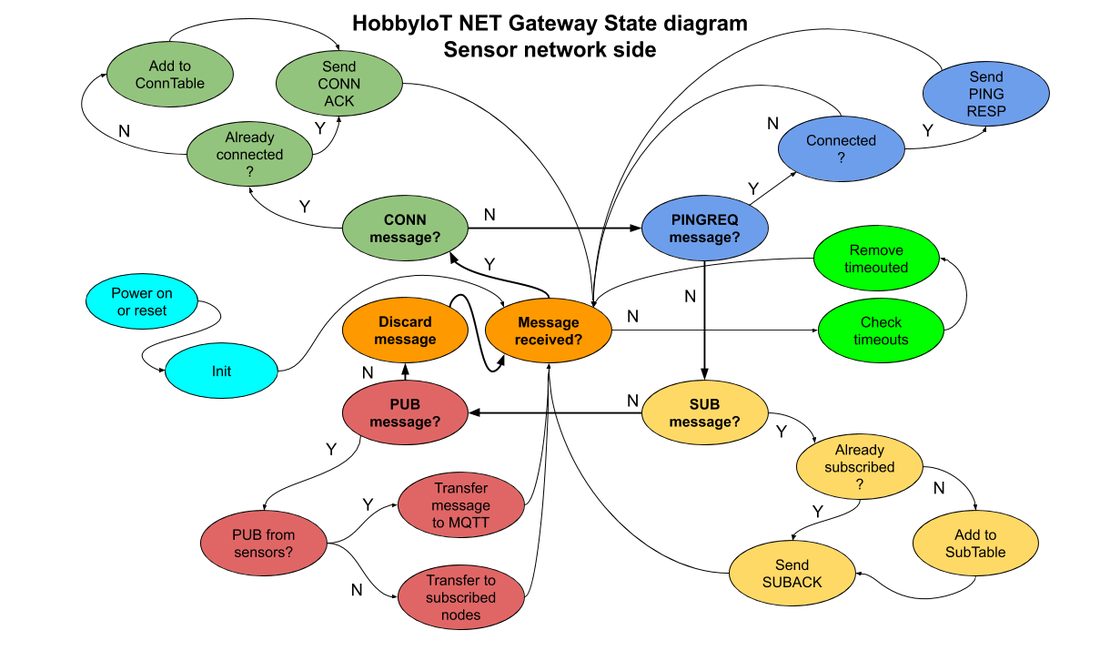 HobbyIoT NET Gateway State diagram
Sensor network side
Add to
ConnTable
Send
CONN
ACK
Send
PING
RESP
N
Y
Already
connected
?
N
Connected
?
Y
Y
Y
CONN
message?
N
PINGREQ
message?
Y
N
Remove
timeouted
Power on
or reset
Discard
message
Message
received?
N
Check
timeouts
Init
N
PUB
message?
N
SUB
message?
Y
Y
Already
subscribed
?
N
Y
Transfer
message
to MQTT
Y
PUB from
sensors?
Add to
SubTable
N
Transfer to
subscribed
nodes
Send
SUBACK